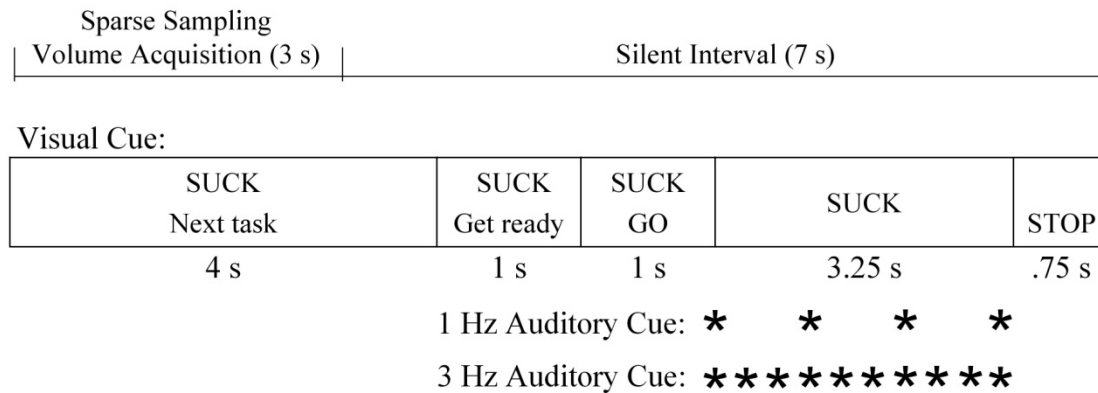 Sparse Sampling
Volume Acquisition (3 s) Silent Interval (7 s)
Visual Cue:
SUCK SUCK SUCK SUCK
Next task Get ready GO STOP
4 s 1 s 1 s 3.25 s .75 s
1 Hz Auditory Cue: * * * *
3 Hz Auditory Cue: **********